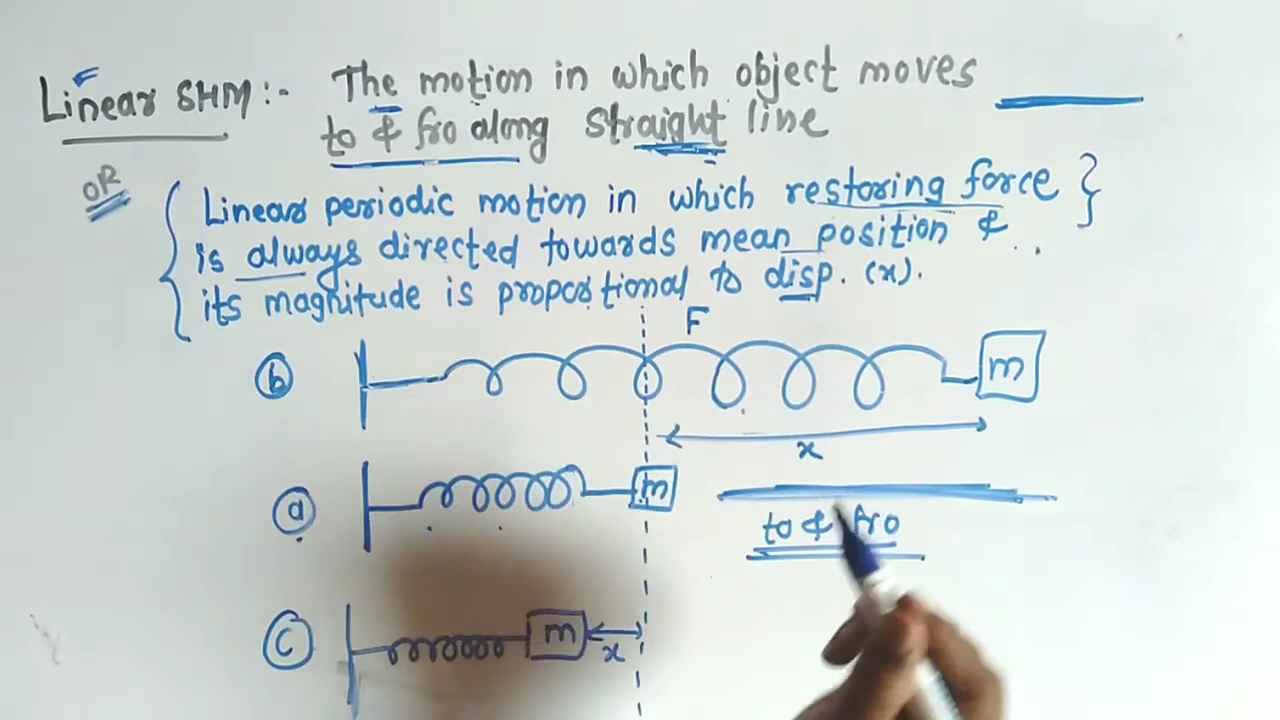 Linear SHM:- The motion in which object moves
to & fro along straight line
OR
{ Linear periodic motion in which restoring force }
is always directed towards mean position &
its magnitude is proportional to disp. (x).
F
b
m
x
a
m
to & fro
c
m
x